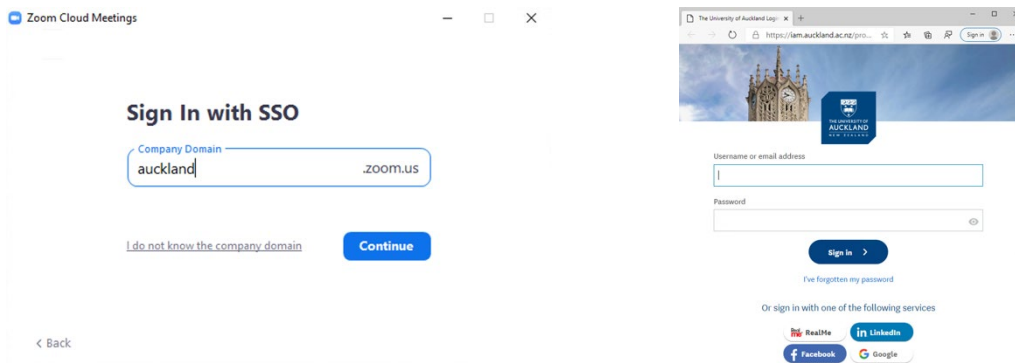 Zoom Cloud Meetings
Sign In with SSO
Company Domain
auckland .zoom.us
I do not know the company domain Continue
< Back
The University of Auckland Logi
https://iam.auckland.ac.nz/pro...
Sign in
THE UNIVERSITY OF
AUCKLAND
NEW ZEALAND
Username or email address
Password
Sign in >
I've forgotten my password
Or sign in with one of the following services
RealMe LinkedIn
Facebook Google